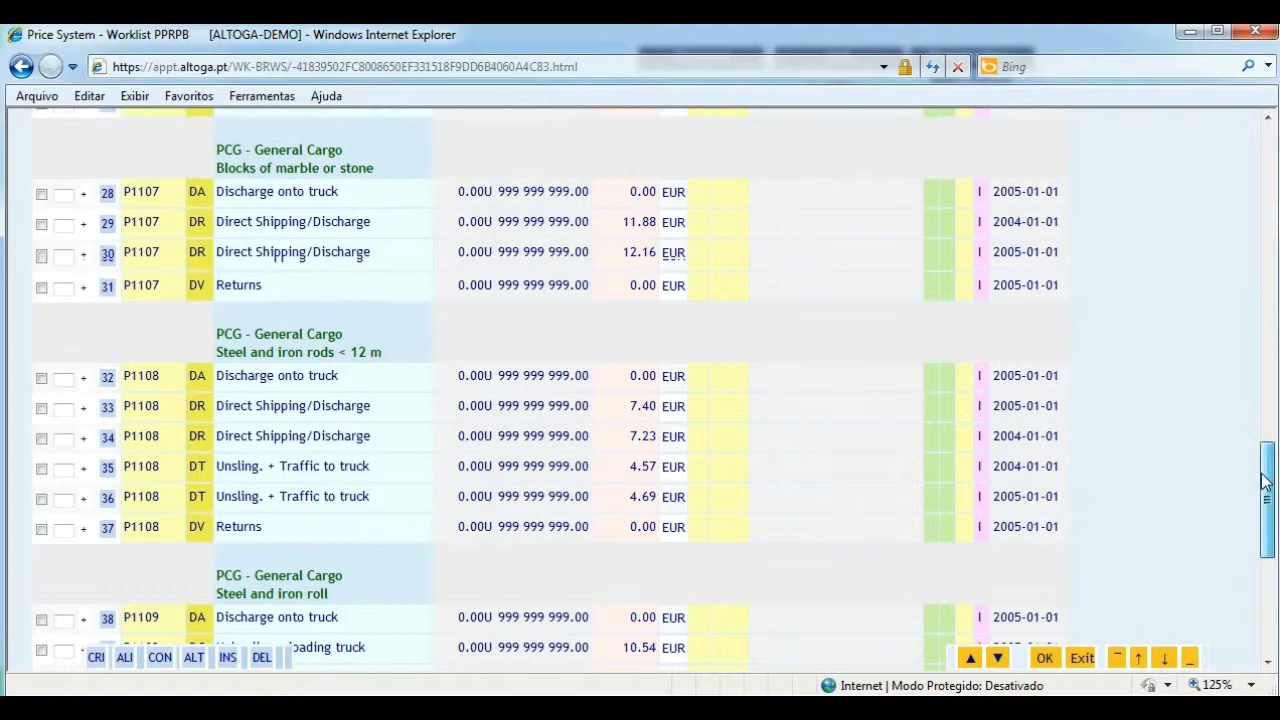 Price System - Worklist PPRPB [ALTOGA-DEMO] - Windows Internet Explorer
https://appt.altoga.pt/WK-BRWS/-41839502FC8008650EF331518F9DD6B4060A4C83.html
Bing
Arquivo Editar Exibir Favoritos Ferramentas Ajuda
PCG - General Cargo
Blocks of marble or stone
+ 28 P1107 DA Discharge onto truck 0.00U 999 999 999.00 0.00 EUR I 2005-01-01
+ 29 P1107 DR Direct Shipping/Discharge 0.00U 999 999 999.00 11.88 EUR I 2004-01-01
+ 30 P1107 DR Direct Shipping/Discharge 0.00U 999 999 999.00 12.16 EUR I 2005-01-01
+ 31 P1107 DV Returns 0.00U 999 999 999.00 0.00 EUR I 2005-01-01
PCG - General Cargo
Steel and iron rods < 12 m
+ 32 P1108 DA Discharge onto truck 0.00U 999 999 999.00 0.00 EUR I 2005-01-01
+ 33 P1108 DR Direct Shipping/Discharge 0.00U 999 999 999.00 7.40 EUR I 2005-01-01
+ 34 P1108 DR Direct Shipping/Discharge 0.00U 999 999 999.00 7.23 EUR I 2004-01-01
+ 35 P1108 DT Unsling. + Traffic to truck 0.00U 999 999 999.00 4.57 EUR I 2004-01-01
+ 36 P1108 DT Unsling. + Traffic to truck 0.00U 999 999 999.00 4.69 EUR I 2005-01-01
+ 37 P1108 DV Returns 0.00U 999 999 999.00 0.00 EUR I 2005-01-01
PCG - General Cargo
Steel and iron roll
+ 38 P1109 DA Discharge onto truck 0.00U 999 999 999.00 0.00 EUR I 2005-01-01
+ truck 0.00U 999 999 999.00 10.54 EUR
CRI ALI CON ALT INS DEL OK Exit
Internet | Modo Protegido: Desativado 125%